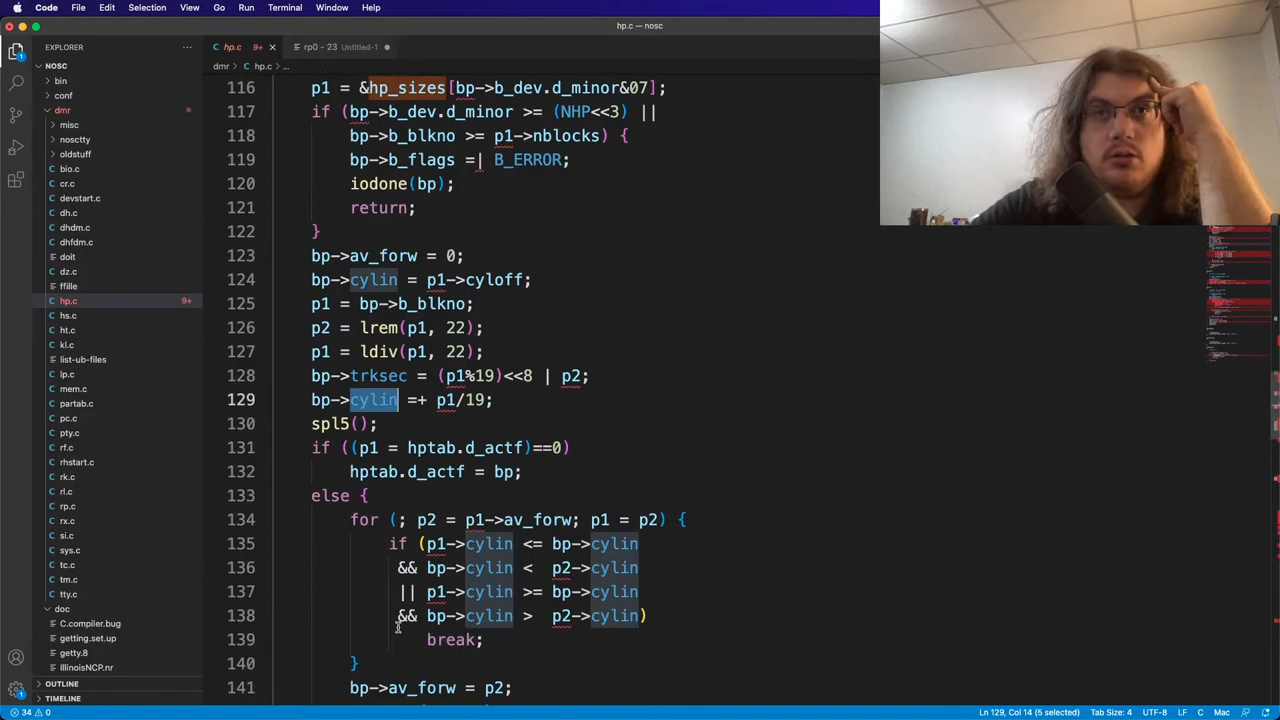 Code File Edit Selection View Go Run Terminal Window Help
hp.c — nosc
EXPLORER
hp.c 9+
rp0 - 23 Untitled-1
NOSC
dmr > hp.c > ...
bin
conf
dmr
misc
nosctty
oldstuff
bio.c
cr.c
devstart.c
dh.c
dhdm.c
dhfdm.c
doit
dz.c
ffille
hp.c 9+
hs.c
ht.c
kl.c
list-ub-files
lp.c
mem.c
partab.c
pc.c
pty.c
rf.c
rhstart.c
rk.c
rl.c
rp.c
rx.c
si.c
sys.c
tc.c
tm.c
tty.c
doc
C.compiler.bug
getting.set.up
getty.8
IllinoisNCP.nr
OUTLINE
TIMELINE
116 p1 = &hp_sizes[bp->b_dev.d_minor&07];
117 if (bp->b_dev.d_minor >= (NHP<<3) ||
118 bp->b_blkno >= p1->nblocks) {
119 bp->b_flags =| B_ERROR;
120 iodone(bp);
121 return;
122 }
123 bp->av_forw = 0;
124 bp->cylin = p1->cyloff;
125 p1 = bp->b_blkno;
126 p2 = lrem(p1, 22);
127 p1 = ldiv(p1, 22);
128 bp->trksec = (p1%19)<<8 | p2;
129 bp->cylin =+ p1/19;
130 spl5();
131 if ((p1 = hptab.d_actf)==0)
132 hptab.d_actf = bp;
133 else {
134 for (; p2 = p1->av_forw; p1 = p2) {
135 if (p1->cylin <= bp->cylin
136 && bp->cylin < p2->cylin
137 || p1->cylin >= bp->cylin
138 && bp->cylin > p2->cylin)
139 break;
140 }
141 bp->av_forw = p2;
34 0
Ln 129, Col 14 (5 selected) Tab Size: 4 UTF-8 LF C Mac